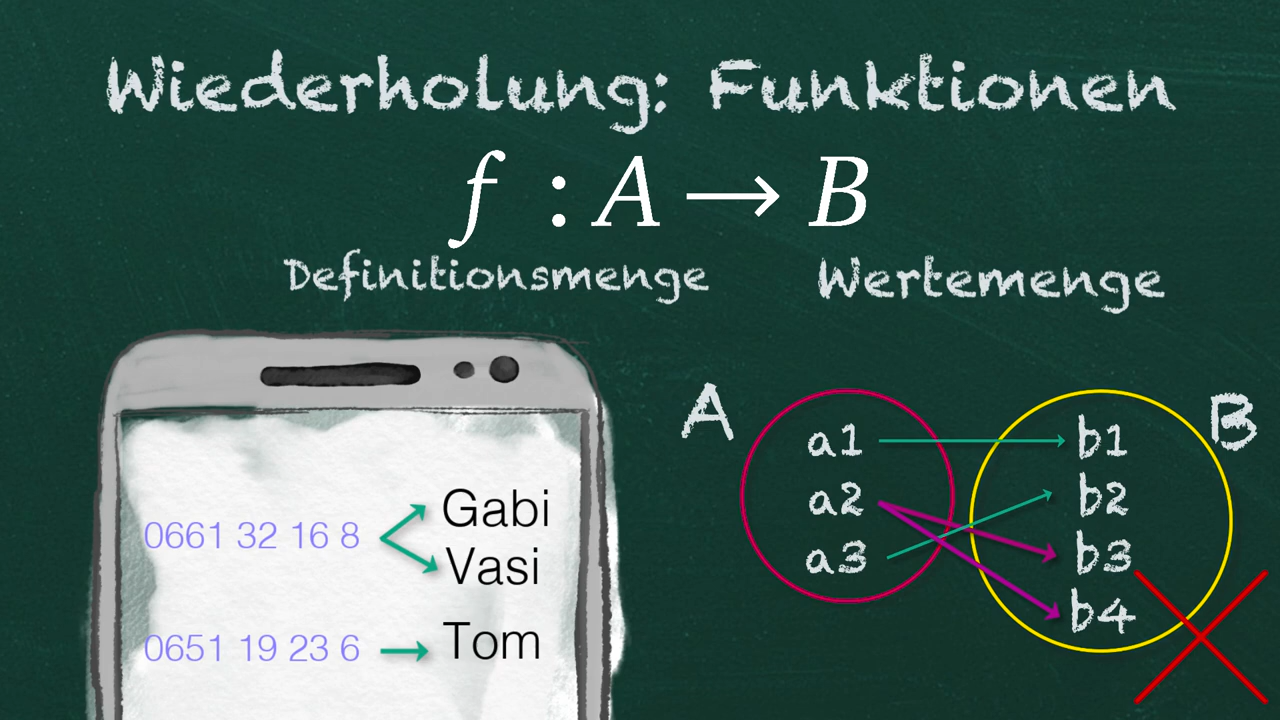 Wiederholung: Funktionen
f : A → B
Definitionsmenge Wertemenge
A
B
a1
a2
a3
b1
b2
b3
b4
0661 32 16 8
Gabi
Vasi
0651 19 23 6
Tom